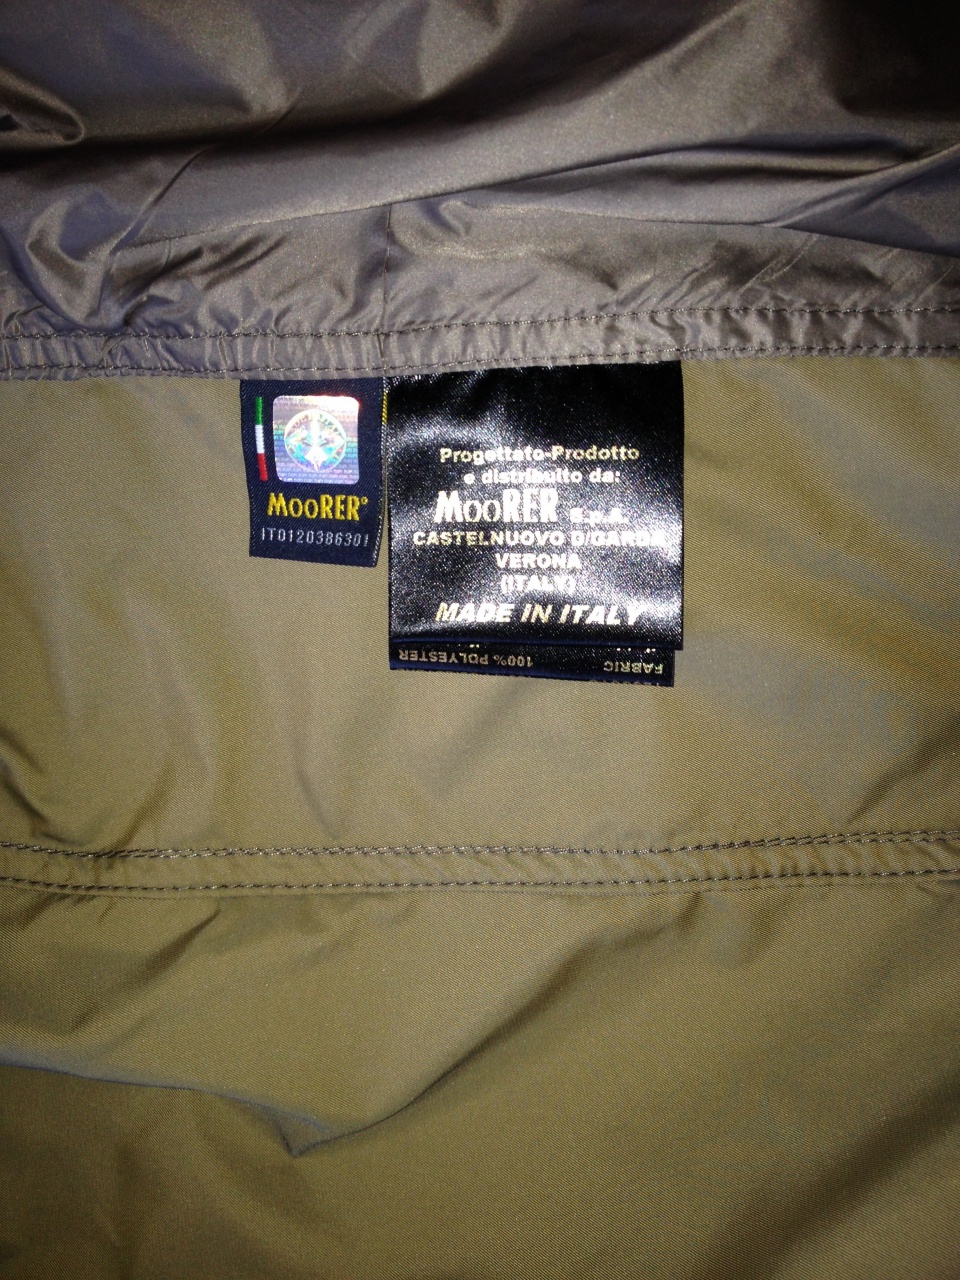 MooRER®
IT0120386301
Progettato-Prodotto
e distribuito da:
MooRER S.p.A.
CASTELNUOVO D/GARDA
VERONA
(ITALY)
MADE IN ITALY
FABRIC 100% POLYESTER